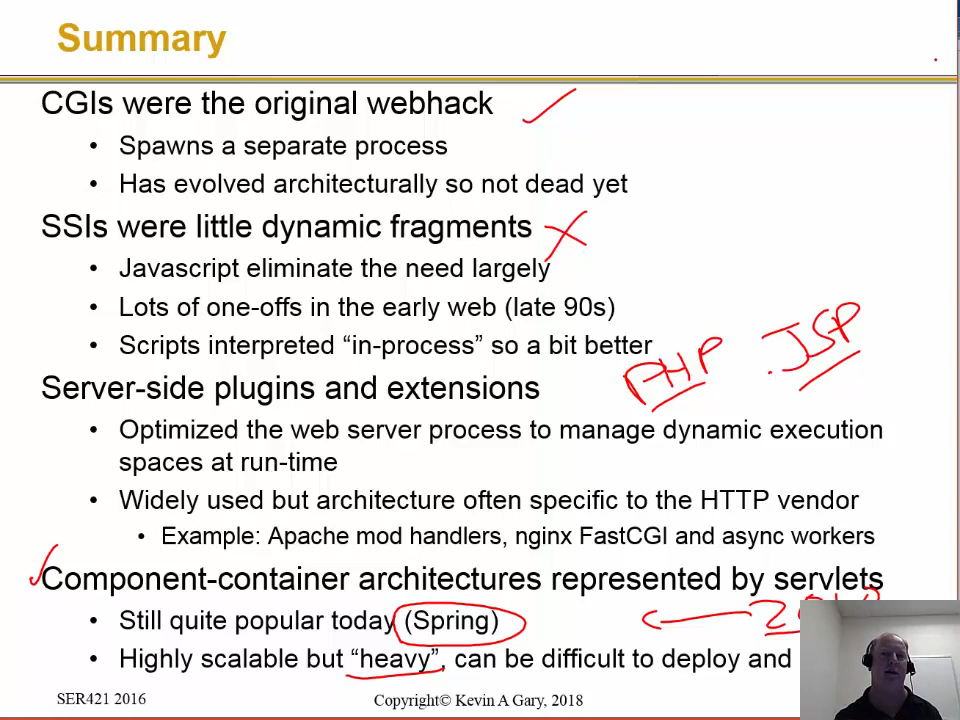 Summary
CGIs were the original webhack
• Spawns a separate process
• Has evolved architecturally so not dead yet
SSIs were little dynamic fragments
• Javascript eliminate the need largely
• Lots of one-offs in the early web (late 90s)
• Scripts interpreted “in-process” so a bit better
PHP JSP
Server-side plugins and extensions
• Optimized the web server process to manage dynamic execution
spaces at run-time
• Widely used but architecture often specific to the HTTP vendor
• Example: Apache mod handlers, nginx FastCGI and async workers
Component-container architectures represented by servlets
• Still quite popular today (Spring)
• Highly scalable but “heavy”, can be difficult to deploy and
SER421 2016
Copyright© Kevin A Gary, 2018